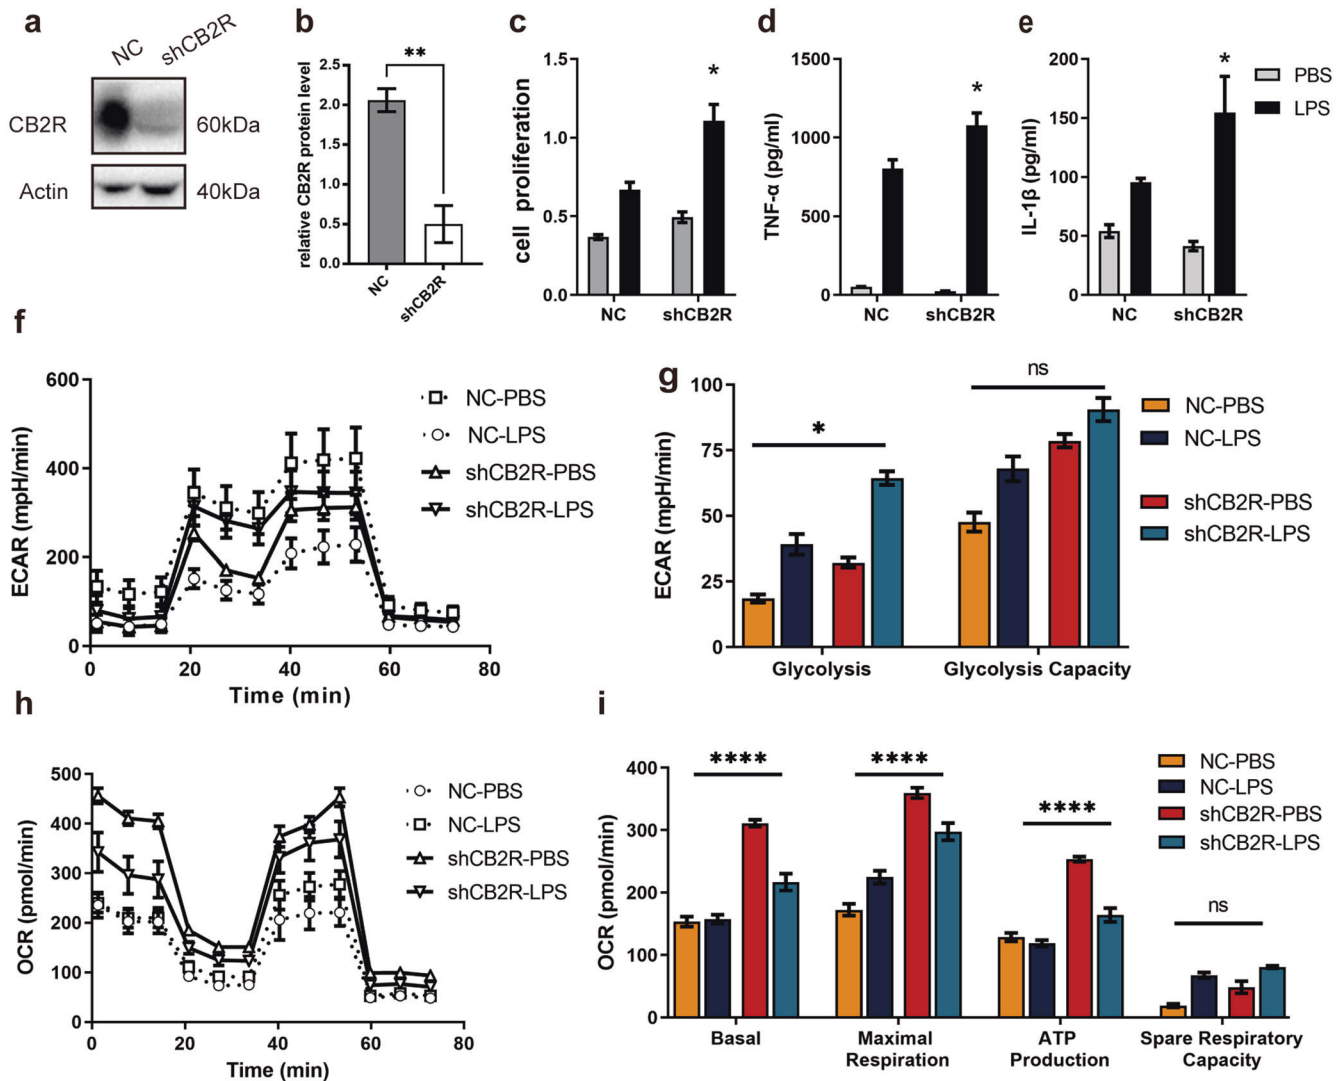 a
NC
shCB2R
CB2R
60kDa
Actin
40kDa
b
**
relative CB2R protein level
2.5
2.0
1.5
1.0
0.5
0.0
NC
shCB2R
c
cell proliferation
1.5
1.0
0.5
0.0
*
NC
shCB2R
d
TNF-α (pg/ml)
1500
1000
500
0
*
NC
shCB2R
e
IL-1β (pg/ml)
200
150
100
50
0
*
NC
shCB2R
PBS
LPS
f
ECAR (mpH/min)
600
400
200
0
0
20
40
60
80
Time (min)
NC-PBS
NC-LPS
shCB2R-PBS
shCB2R-LPS
g
ECAR (mpH/min)
100
75
50
25
0
*
ns
Glycolysis
Glycolysis Capacity
NC-PBS
NC-LPS
shCB2R-PBS
shCB2R-LPS
h
OCR (pmol/min)
500
400
300
200
100
0
0
20
40
60
80
Time (min)
NC-PBS
NC-LPS
shCB2R-PBS
shCB2R-LPS
i
OCR (pmol/min)
400
300
200
100
0
****
****
****
ns
Basal
Maximal
Respiration
ATP
Production
Spare Respiratory
Capacity
NC-PBS
NC-LPS
shCB2R-PBS
shCB2R-LPS